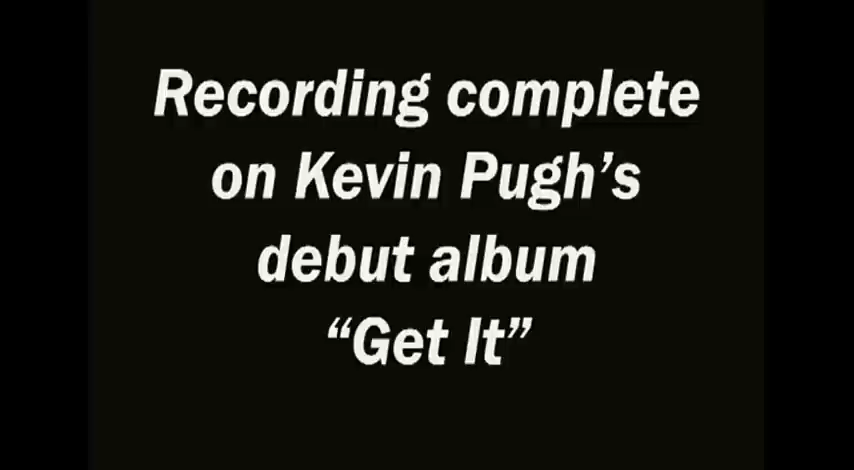 Recording complete
on Kevin Pugh’s
debut album
“Get It”